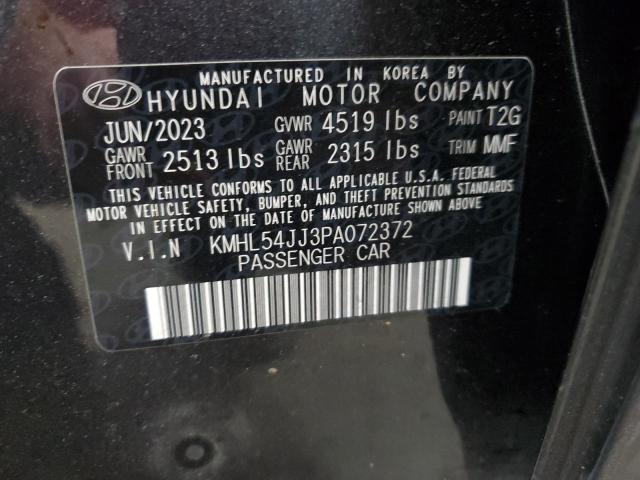 MANUFACTURED IN KOREA BY
HYUNDAI MOTOR COMPANY
JUN/2023 GVWR 4519 lbs PAINT T2G
GAWR FRONT 2513 lbs GAWR REAR 2315 lbs TRIM MMF
THIS VEHICLE CONFORMS TO ALL APPLICABLE U.S.A. FEDERAL
MOTOR VEHICLE SAFETY, BUMPER, AND THEFT PREVENTION STANDARDS
IN EFFECT ON THE DATE OF MANUFACTURE SHOWN ABOVE.
V.I.N KMHL54JJ3PA072372
PASSENGER CAR